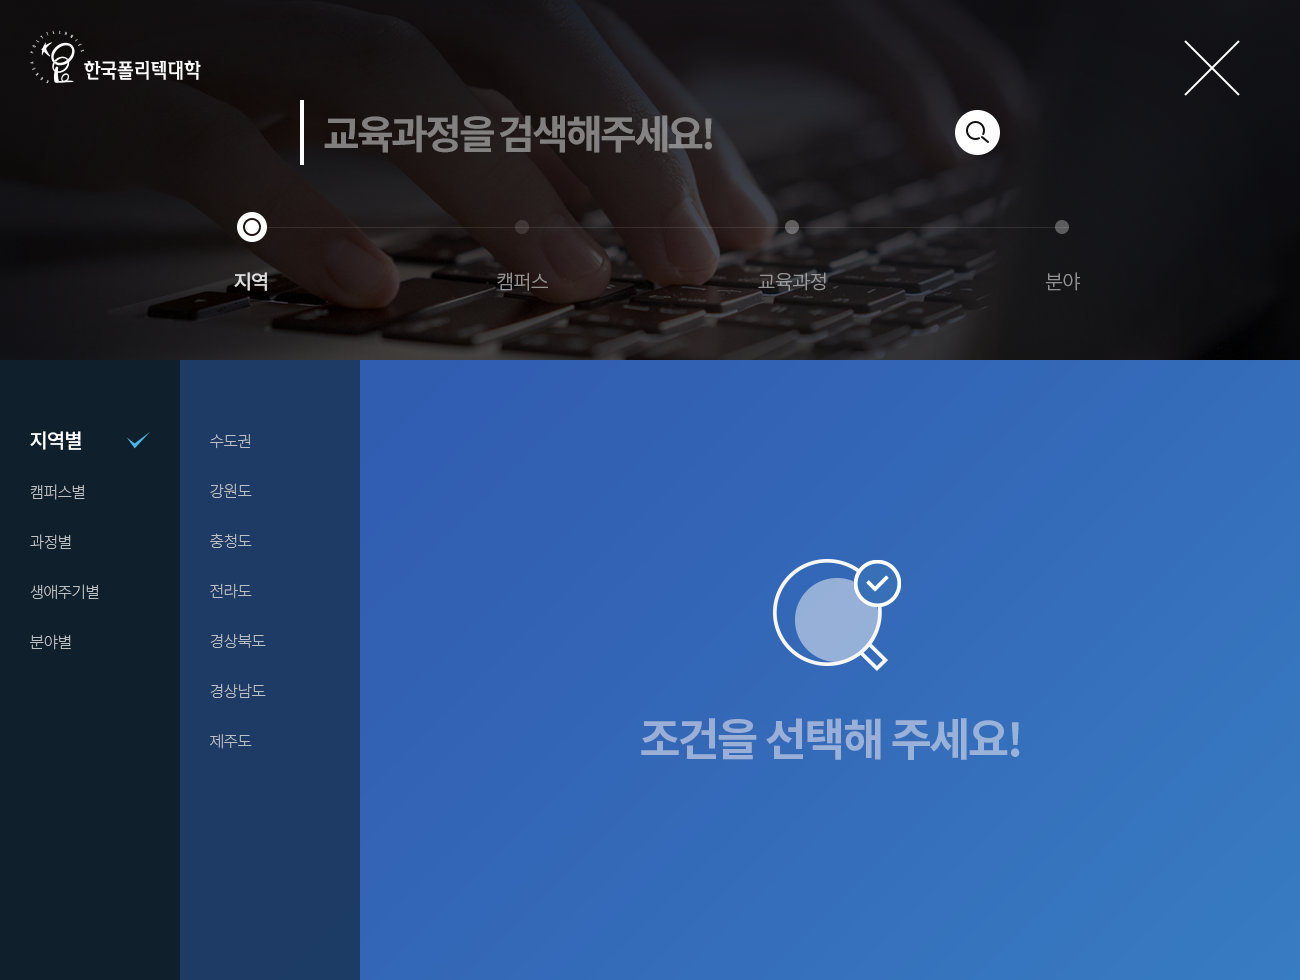 한국폴리텍대학
교육과정을 검색해주세요!
지역
캠퍼스
교육과정
분야
지역별
캠퍼스별
과정별
생애주기별
분야별
수도권
강원도
충청도
전라도
경상북도
경상남도
제주도
조건을 선택해 주세요!